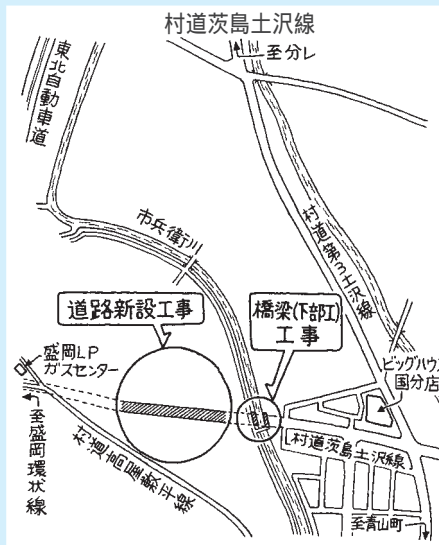 村道茨島土沢線
至分レ
東北自動車道
市兵衛川
村道第3土沢線
道路新設工事
橋梁(下部工)
工事
盛岡LP
ガスセンター
ビッグハウス
国分店
至盛岡環状線
村道高屋敷平線
村道茨島土沢線
至青山町